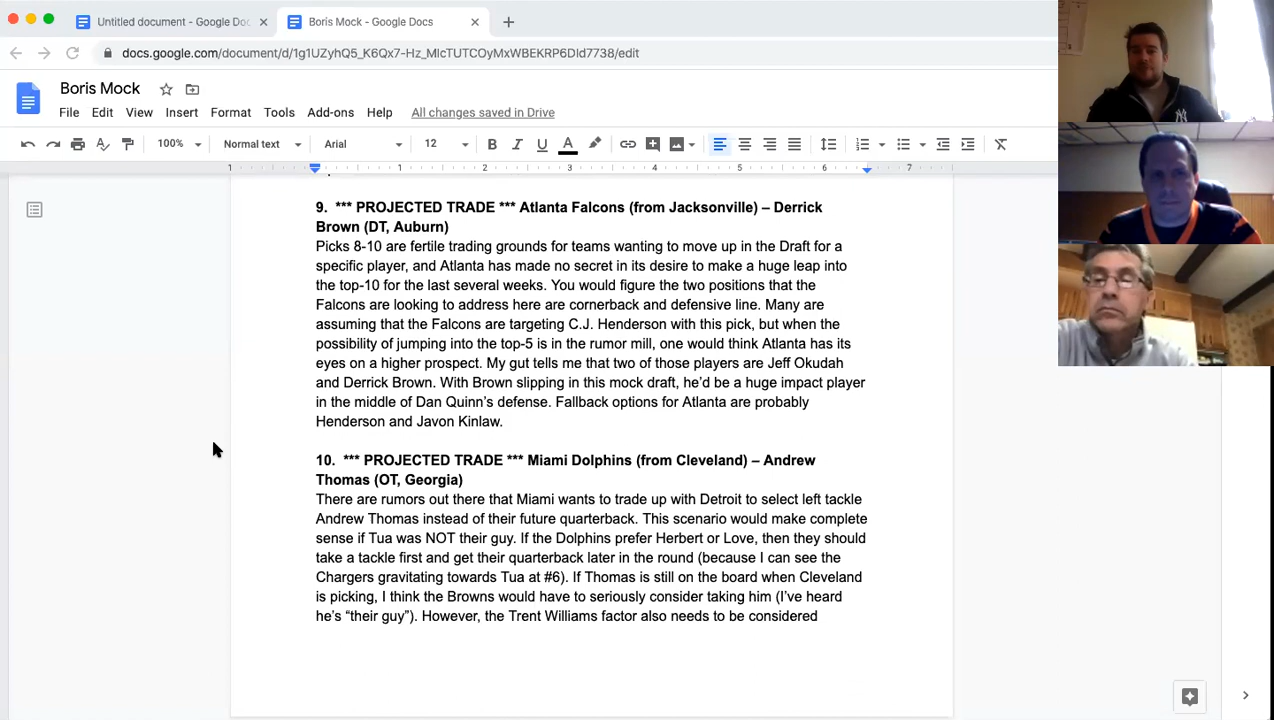 Untitled document - Google Doc
Boris Mock - Google Docs
docs.google.com/document/d/1g1UZyhQ5_K6Qx7-Hz_MlcTUTCOyMxWBEKRP6Dld7738/edit
Boris Mock
File Edit View Insert Format Tools Add-ons Help All changes saved in Drive
100% Normal text Arial 12 B I U A
1 1 2 3 4 5 6 7
9. *** PROJECTED TRADE *** Atlanta Falcons (from Jacksonville) – Derrick
Brown (DT, Auburn)
Picks 8-10 are fertile trading grounds for teams wanting to move up in the Draft for a
specific player, and Atlanta has made no secret in its desire to make a huge leap into
the top-10 for the last several weeks. You would figure the two positions that the
Falcons are looking to address here are cornerback and defensive line. Many are
assuming that the Falcons are targeting C.J. Henderson with this pick, but when the
possibility of jumping into the top-5 is in the rumor mill, one would think Atlanta has its
eyes on a higher prospect. My gut tells me that two of those players are Jeff Okudah
and Derrick Brown. With Brown slipping in this mock draft, he’d be a huge impact player
in the middle of Dan Quinn’s defense. Fallback options for Atlanta are probably
Henderson and Javon Kinlaw.
10. *** PROJECTED TRADE *** Miami Dolphins (from Cleveland) – Andrew
Thomas (OT, Georgia)
There are rumors out there that Miami wants to trade up with Detroit to select left tackle
Andrew Thomas instead of their future quarterback. This scenario would make complete
sense if Tua was NOT their guy. If the Dolphins prefer Herbert or Love, then they should
take a tackle first and get their quarterback later in the round (because I can see the
Chargers gravitating towards Tua at #6). If Thomas is still on the board when Cleveland
is picking, I think the Browns would have to seriously consider taking him (I’ve heard
he’s “their guy”). However, the Trent Williams factor also needs to be considered